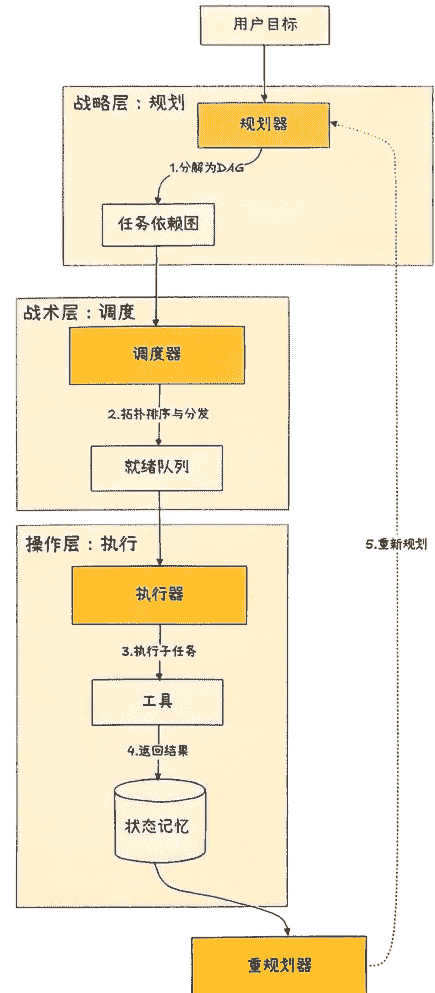 用户目标
战略层：规划
规划器
1.分解为DAG
任务依赖图
战术层：调度
调度器
2.拓扑排序与分发
就绪队列
操作层：执行
5.重新规划
执行器
3.执行子任务
工具
4.返回结果
状态记忆
重规划器